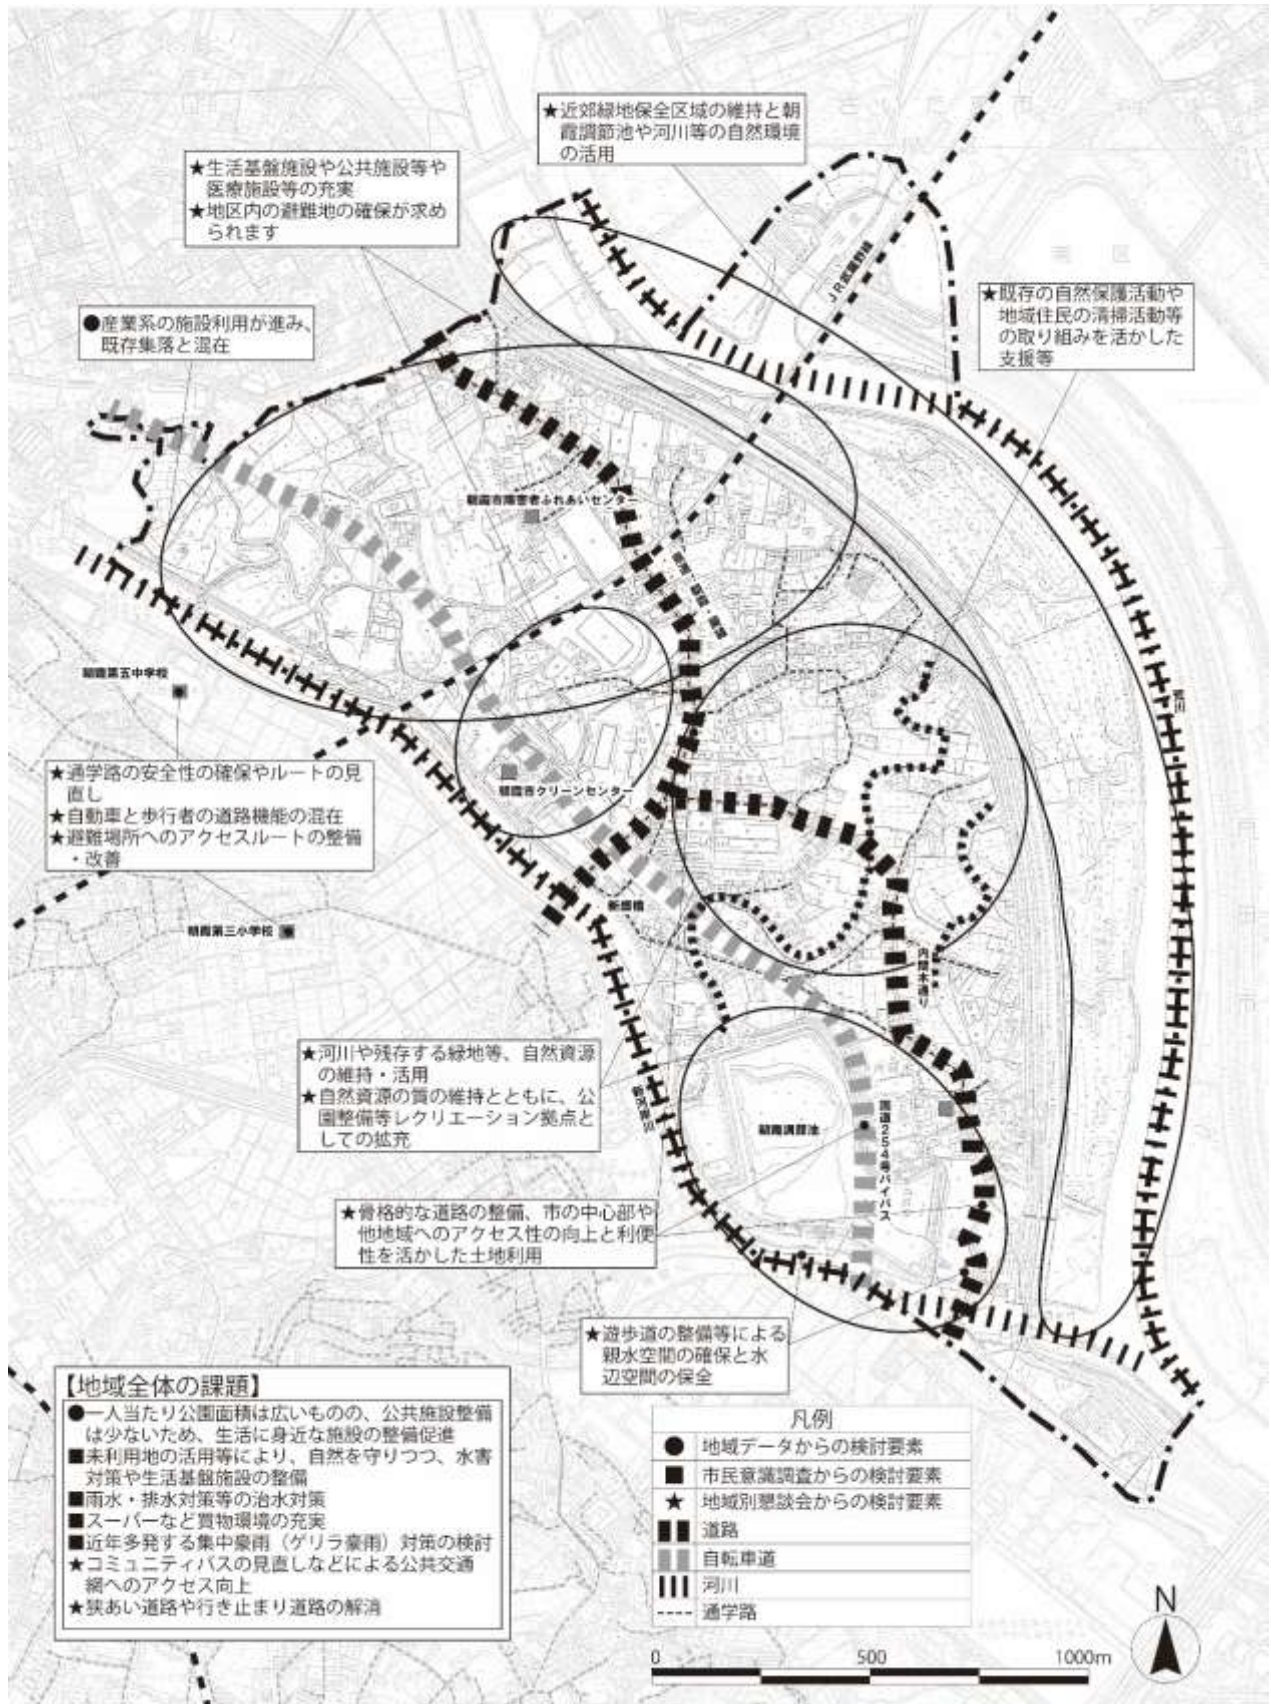 ★近郊緑地保全区域の維持と朝
霞調節池や河川等の自然環境
の活用
★生活基盤施設や公共施設等や
医療施設等の充実
★地区内の避難地の確保が求め
られます
JR武蔵野線
★既存の自然保護活動や
地域住民の清掃活動等
の取り組みを活かした
支援等
●産業系の施設利用が進み、
既存集落と混在
朝霞市障害者ふれあいセンター
朝霞第五中学校
荒川
★通学路の安全性の確保やルートの見
直し
★自動車と歩行者の道路機能の混在
★避難場所へのアクセスルートの整備
・改善
朝霞市クリーンセンター
新盛橋
朝霞第三小学校
内間木通り
★河川や残存する緑地等、自然資源
の維持・活用
★自然資源の質の維持とともに、公
園整備等レクリエーション拠点と
しての拡充
新河岸川
朝霞調節池
国道254号バイパス
★骨格的な道路の整備、市の中心部や
他地域へのアクセス性の向上と利便
性を活かした土地利用
★遊歩道の整備等による
親水空間の確保と水
辺空間の保全
【地域全体の課題】
●一人当たり公園面積は広いものの、公共施設整備
は少ないため、生活に身近な施設の整備促進
■未利用地の活用等により、自然を守りつつ、水害
対策や生活基盤施設の整備
■雨水・排水対策等の治水対策
■スーパーなど買物環境の充実
■近年多発する集中豪雨（ゲリラ豪雨）対策の検討
★コミュニティバスの見直しなどによる公共交通
網へのアクセス向上
★狭あい道路や行き止まり道路の解消
凡例
● 地域データからの検討要素
■ 市民意識調査からの検討要素
★ 地域別懇談会からの検討要素
道路
自転車道
河川
通学路
N
0 500 1000m